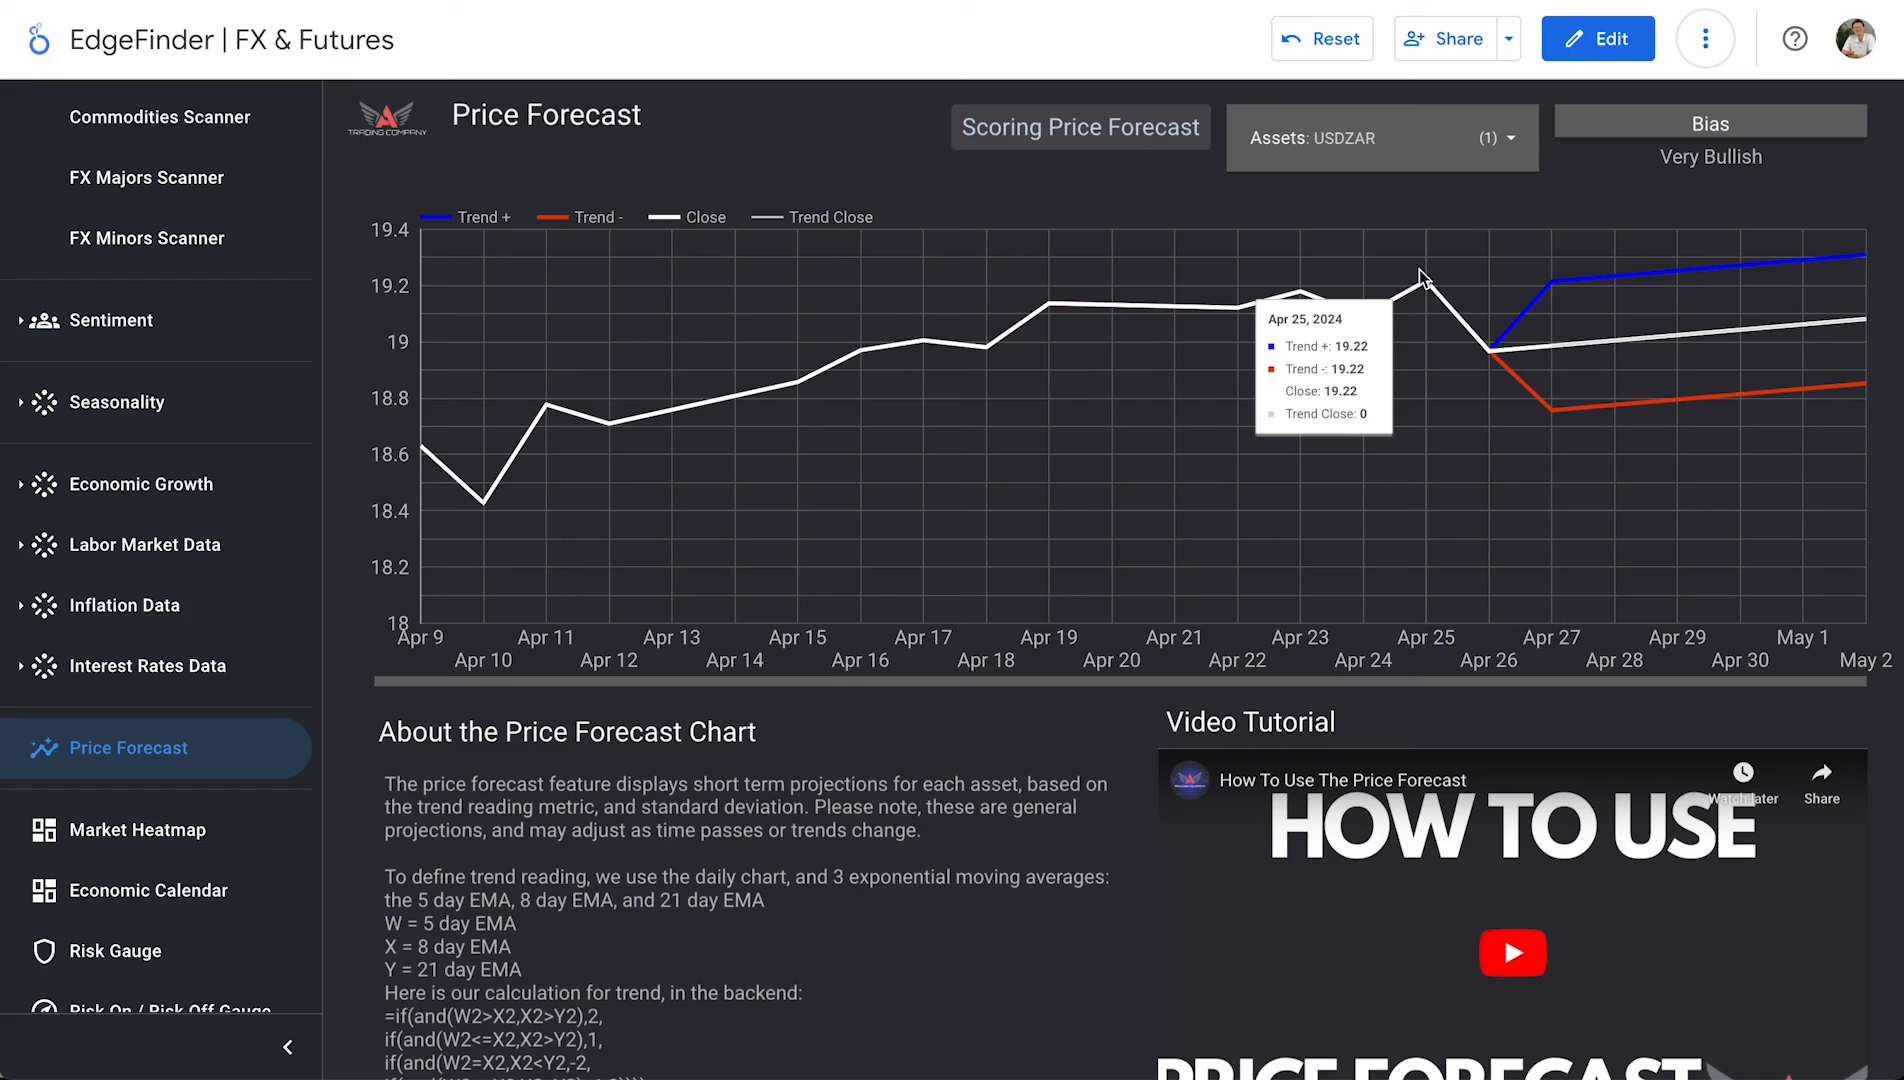 EdgeFinder | FX & Futures
Reset
Share
Edit
Commodities Scanner
FX Majors Scanner
FX Minors Scanner
Sentiment
Seasonality
Economic Growth
Labor Market Data
Inflation Data
Interest Rates Data
Price Forecast
Market Heatmap
Economic Calendar
Risk Gauge
Risk On / Risk Off Gauge
A
TRADING COMPANY
Price Forecast
Scoring Price Forecast
Assets: USDZAR (1)
Bias
Very Bullish
Trend + Trend - Close Trend Close
19.4
19.2
19
18.8
18.6
18.4
18.2
18
Apr 25, 2024
Trend +: 19.22
Trend -: 19.22
Close: 19.22
Trend Close: 0
Apr 9 Apr 11 Apr 13 Apr 15 Apr 17 Apr 19 Apr 21 Apr 23 Apr 25 Apr 27 Apr 29 May 1
Apr 10 Apr 12 Apr 14 Apr 16 Apr 18 Apr 20 Apr 22 Apr 24 Apr 26 Apr 28 Apr 30 May 2
About the Price Forecast Chart
The price forecast feature displays short term projections for each asset, based on
the trend reading metric, and standard deviation. Please note, these are general
projections, and may adjust as time passes or trends change.
To define trend reading, we use the daily chart, and 3 exponential moving averages:
the 5 day EMA, 8 day EMA, and 21 day EMA
W = 5 day EMA
X = 8 day EMA
Y = 21 day EMA
Here is our calculation for trend, in the backend:
=if(and(W2>X2,X2>Y2),2,
if(and(W2<=X2,X2>Y2),1,
if(and(W2=X2,X2<Y2,-2,
Video Tutorial
How To Use The Price Forecast
Watch later
Share
HOW TO USE
PRICE FORECAST